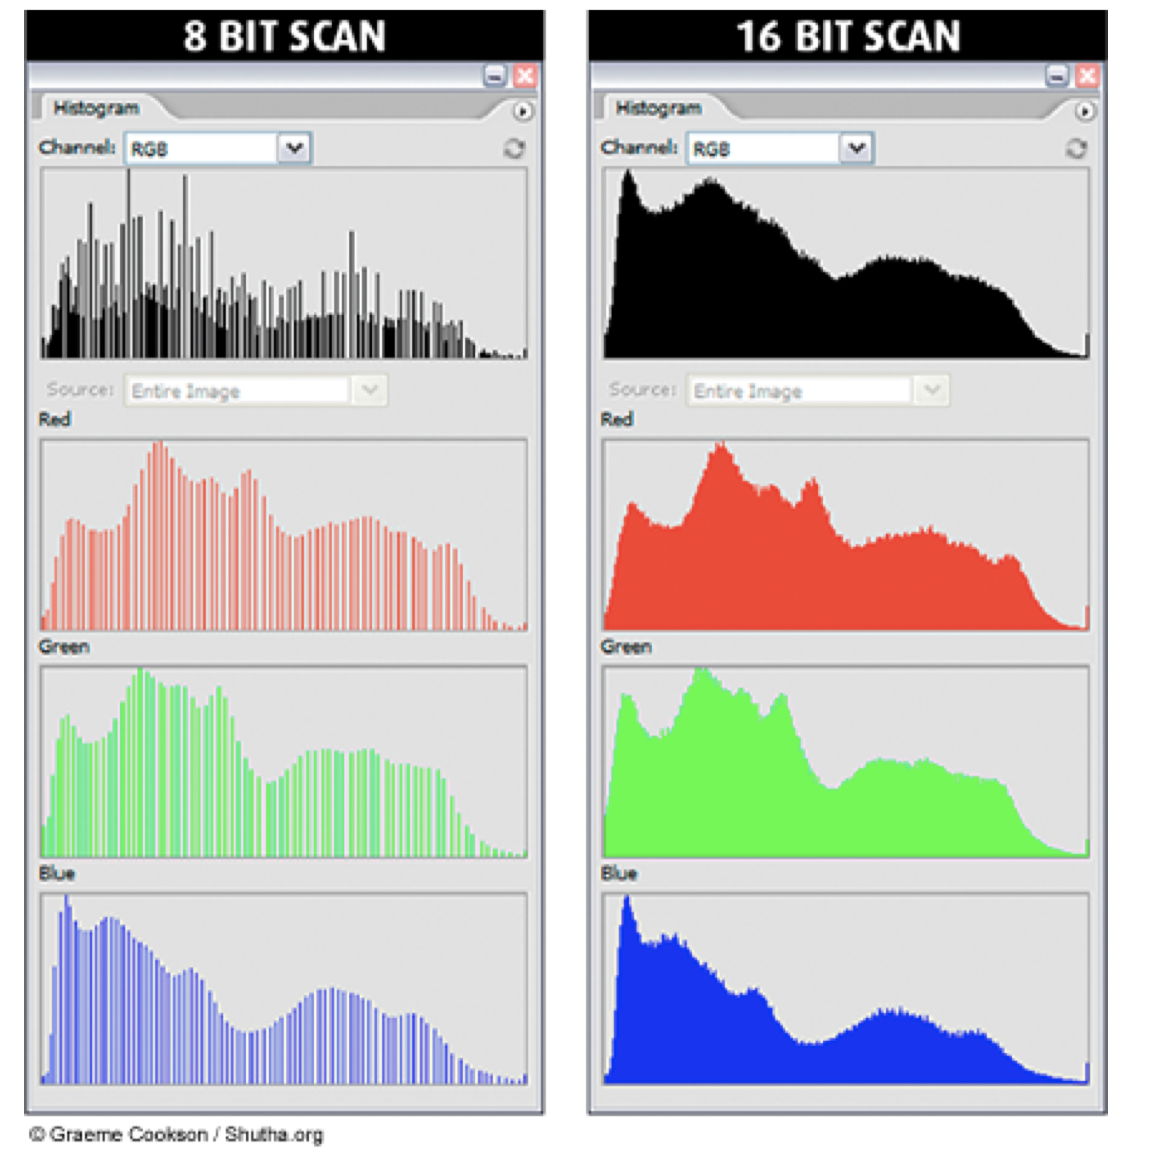 8 BIT SCAN
Histogram
Channel: RGB
Source: Entire Image
Red
Green
Blue
16 BIT SCAN
Histogram
Channel: RGB
Source: Entire Image
Red
Green
Blue
© Graeme Cookson / Shutha.org